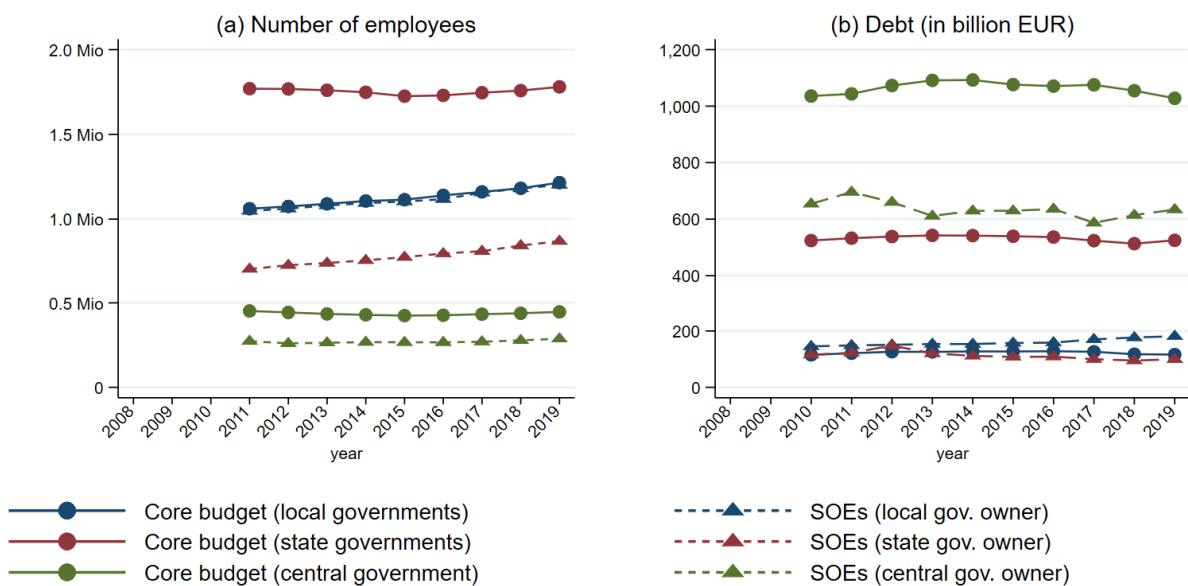 (a) Number of employees
2.0 Mio
1.5 Mio
1.0 Mio
0.5 Mio
0
2008 2009 2010 2011 2012 2013 2014 2015 2016 2017 2018 2019
year
(b) Debt (in billion EUR)
1,200
1,000
800
600
400
200
0
2008 2009 2010 2011 2012 2013 2014 2015 2016 2017 2018 2019
year
Core budget (local governments)
Core budget (state governments)
Core budget (central government)
SOEs (local gov. owner)
SOEs (state gov. owner)
SOEs (central gov. owner)